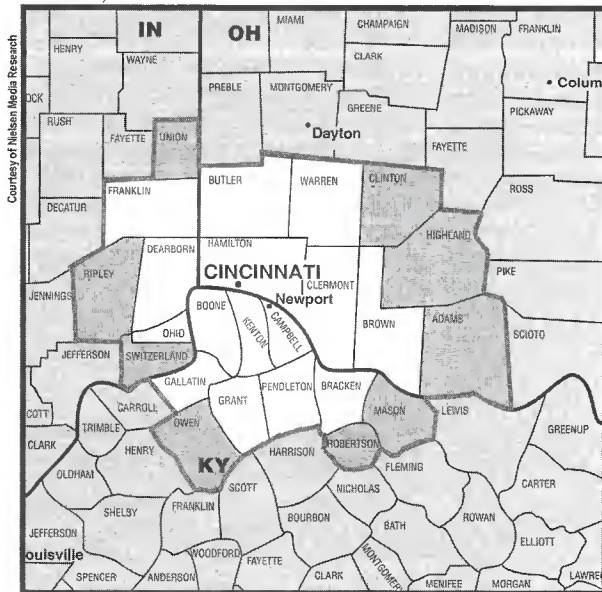 Courtesy of Nielsen Media Research
IN
OH
MIAMI
CHAMPAIGN
MADISON
FRANKLIN
HENRY
WAYNE
CLARK
Colum
OCK
PREBLE
MONTGOMERY
GREENE
PICKAWAY
RUSH
FAYETTE
UNION
Dayton
FAYETTE
FRANKLIN
BUTLER
WARREN
CLINTON
ROSS
DECATUR
HIGHLAND
DEARBORN
HAMILTON
RIPLEY
CINCINNATI
CLERMONT
PIKE
JENNINGS
Newport
BOONE
CAMPBELL
KENTON
OHIO
BROWN
ADAMS
SCIOTO
JEFFERSON
SWITZERLAND
GALLATIN
PENDLETON
BRACKEN
GRANT
MASON
LEWIS
CARROLL
OWEN
SCOTT
TRIMBLE
GREENUP
CLARK
HENRY
KY
HARRISON
ROBERTSON
FLEMING
OLDHAM
CARTER
SCOTT
NICHOLAS
SHELBY
FRANKLIN
ROWAN
BOURBON
BATH
JEFFERSON
ELLIOTT
ouisville
WOODFORD
FAYETTE
MONTGOMERY
SPENCER
ANDERSON
CLARK
MENIFEE
MORGAN
LAWRE